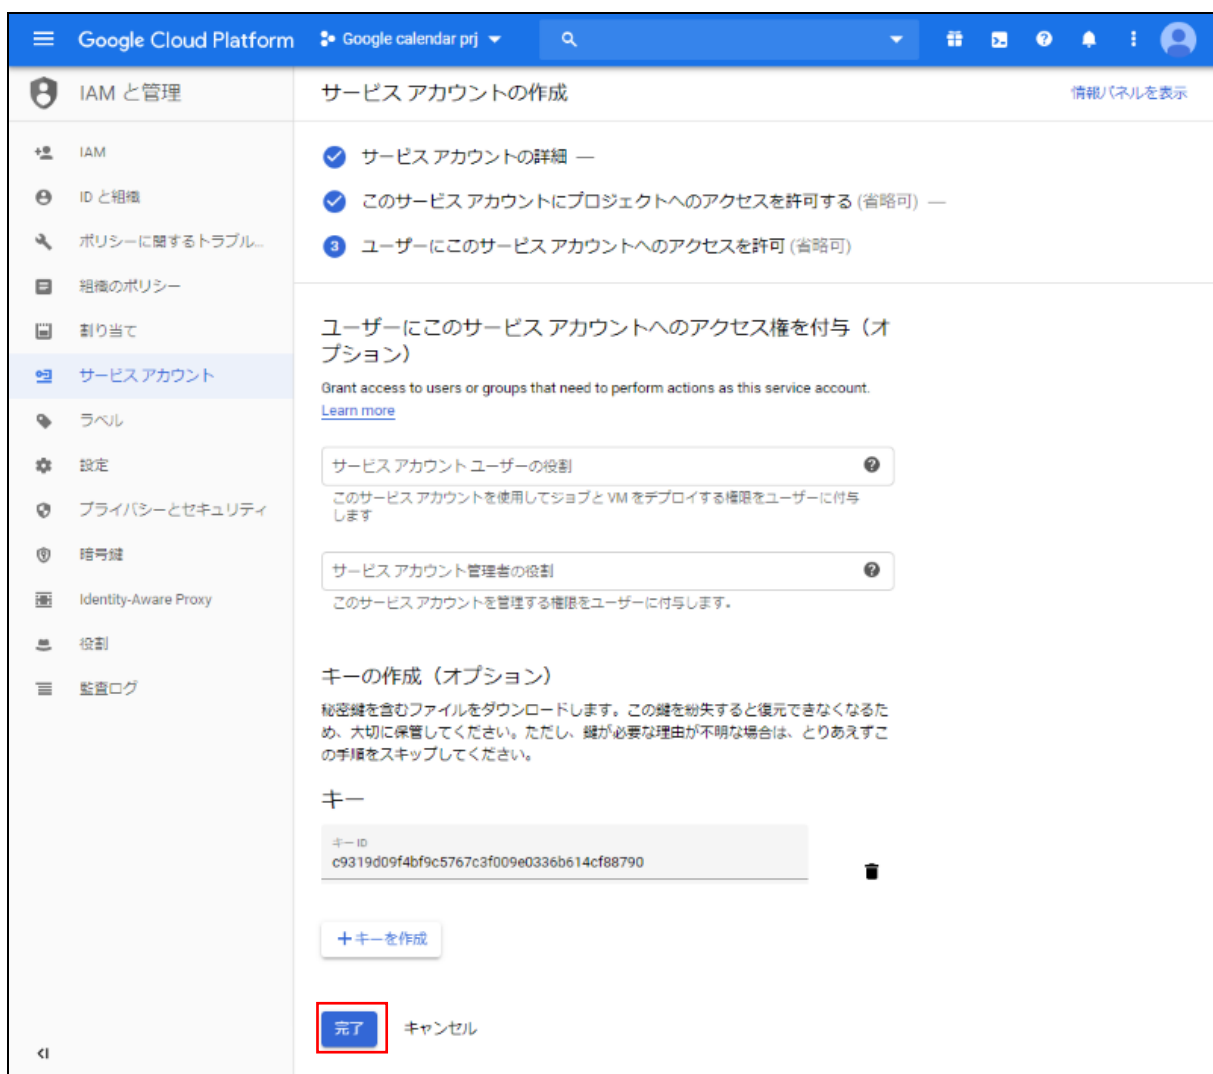 Google Cloud Platform
Google calendar prj
IAM と管理
サービス アカウントの作成
情報パネルを表示
IAM
ID と組織
ポリシーに関するトラブル...
組織のポリシー
割り当て
サービス アカウント
ラベル
設定
プライバシーとセキュリティ
暗号鍵
Identity-Aware Proxy
役割
監査ログ
サービス アカウントの詳細 —
このサービス アカウントにプロジェクトへのアクセスを許可する (省略可) —
3 ユーザーにこのサービス アカウントへのアクセスを許可 (省略可)
ユーザーにこのサービス アカウントへのアクセス権を付与（オ
プション）
Grant access to users or groups that need to perform actions as this service account.
Learn more
サービス アカウント ユーザーの役割
このサービス アカウントを使用してジョブと VM をデプロイする権限をユーザーに付与
します
サービス アカウント管理者の役割
このサービス アカウントを管理する権限をユーザーに付与します。
キーの作成（オプション）
秘密鍵を含むファイルをダウンロードします。この鍵を紛失すると復元できなくなるた
め、大切に保管してください。ただし、鍵が必要な理由が不明な場合は、とりあえずこ
の手順をスキップしてください。
キー
キー ID
c9319d09f4bf9c5767c3f009e0336b614cf88790
+キーを作成
完了
キャンセル